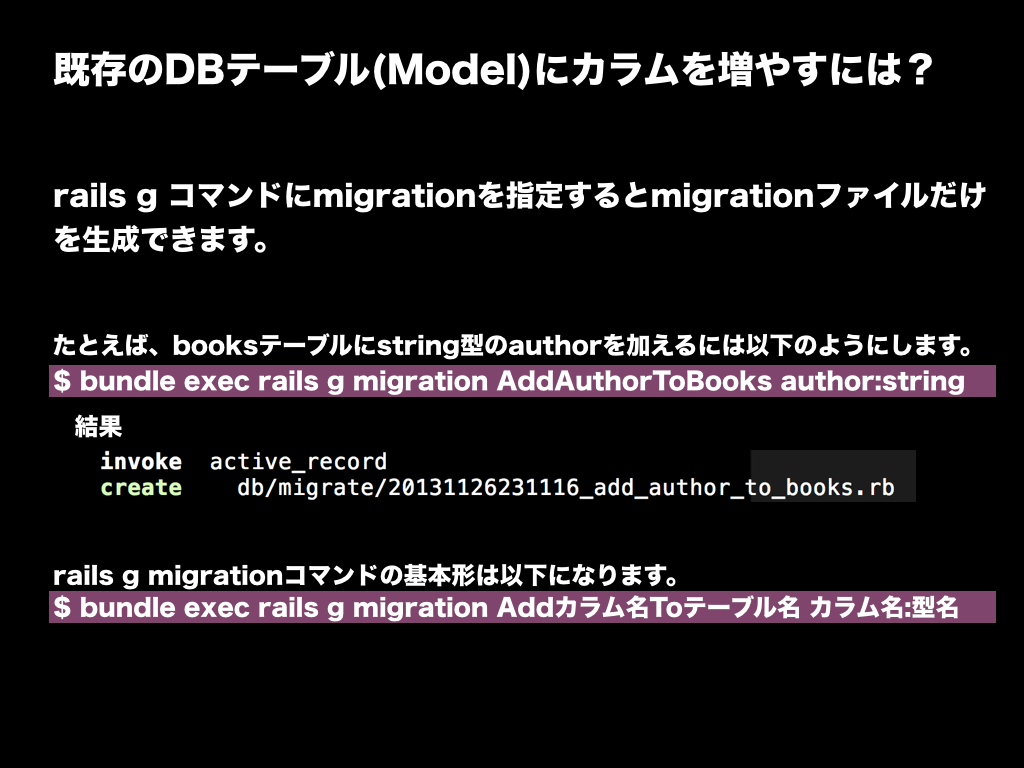 既存のDBテーブル(Model)にカラムを増やすには？
rails g コマンドにmigrationを指定するとmigrationファイルだけ
を生成できます。
たとえば、booksテーブルにstring型のauthorを加えるには以下のようにします。
$ bundle exec rails g migration AddAuthorToBooks author:string
結果
invoke  active_record
create    db/migrate/20131126231116_add_author_to_books.rb
rails g migrationコマンドの基本形は以下になります。
$ bundle exec rails g migration Addカラム名Toテーブル名 カラム名:型名